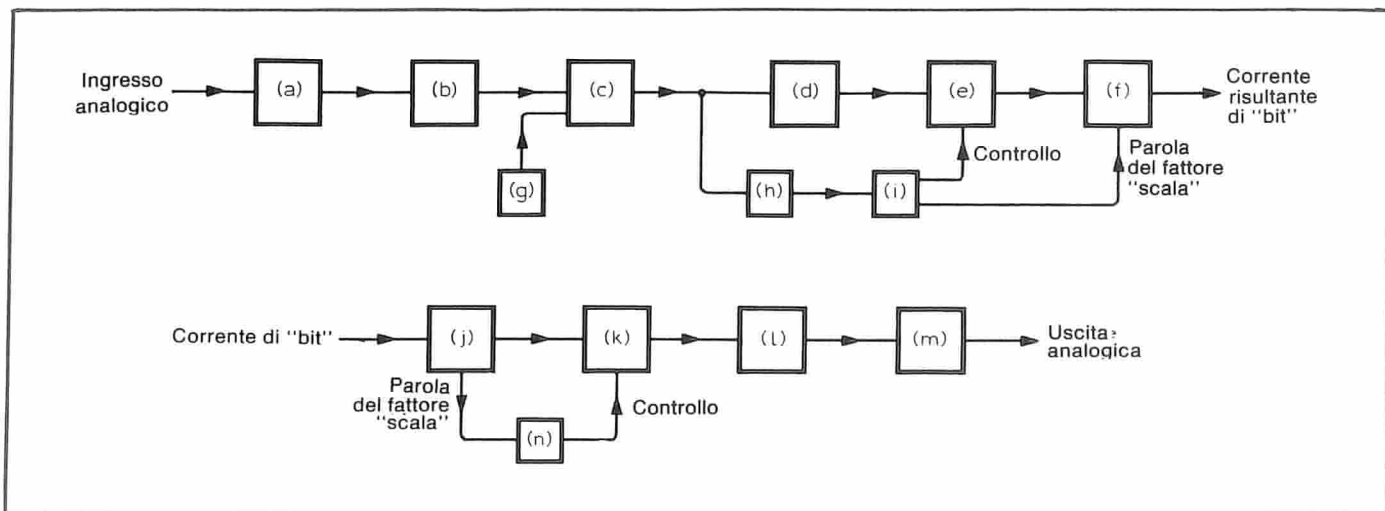 Ingresso
analogico
(a)
(b)
(c)
(d)
(e)
(f)
Corrente
risultante
di "bit"
(g)
(h)
(i)
Controllo
Parola
del fattore
"scala"
Corrente di "bit"
(j)
(k)
(l)
(m)
Uscita
analogica
Parola
del fattore
"scala"
(n)
Controllo